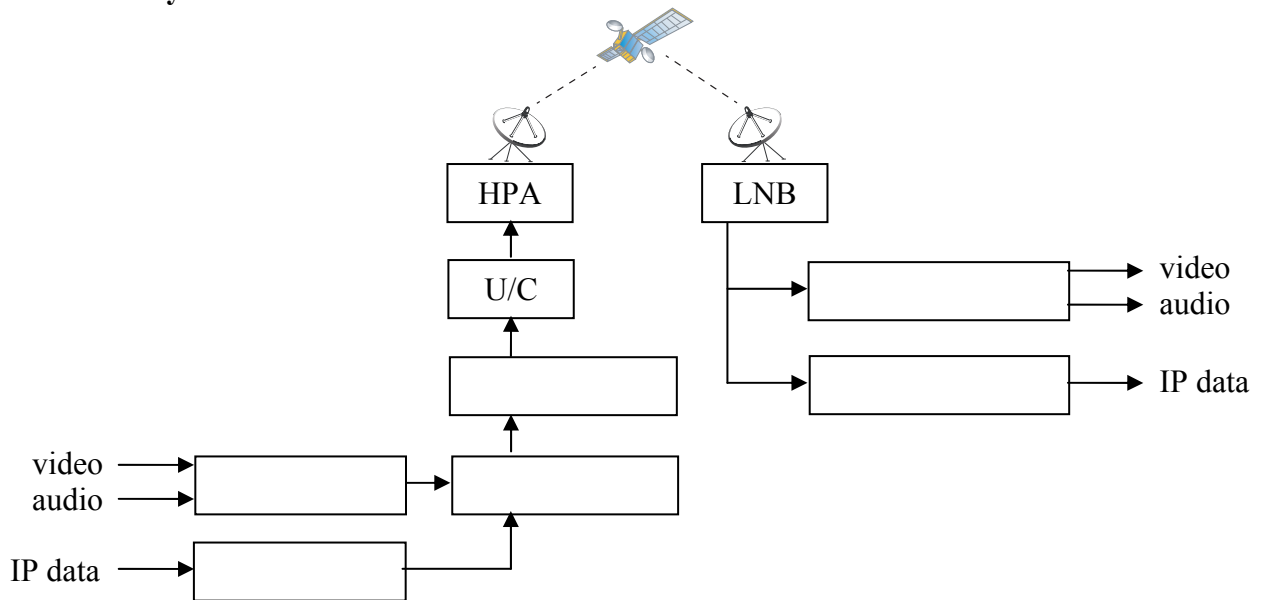 HPA
LNB
U/C
video
audio
IP data
video
audio
IP data